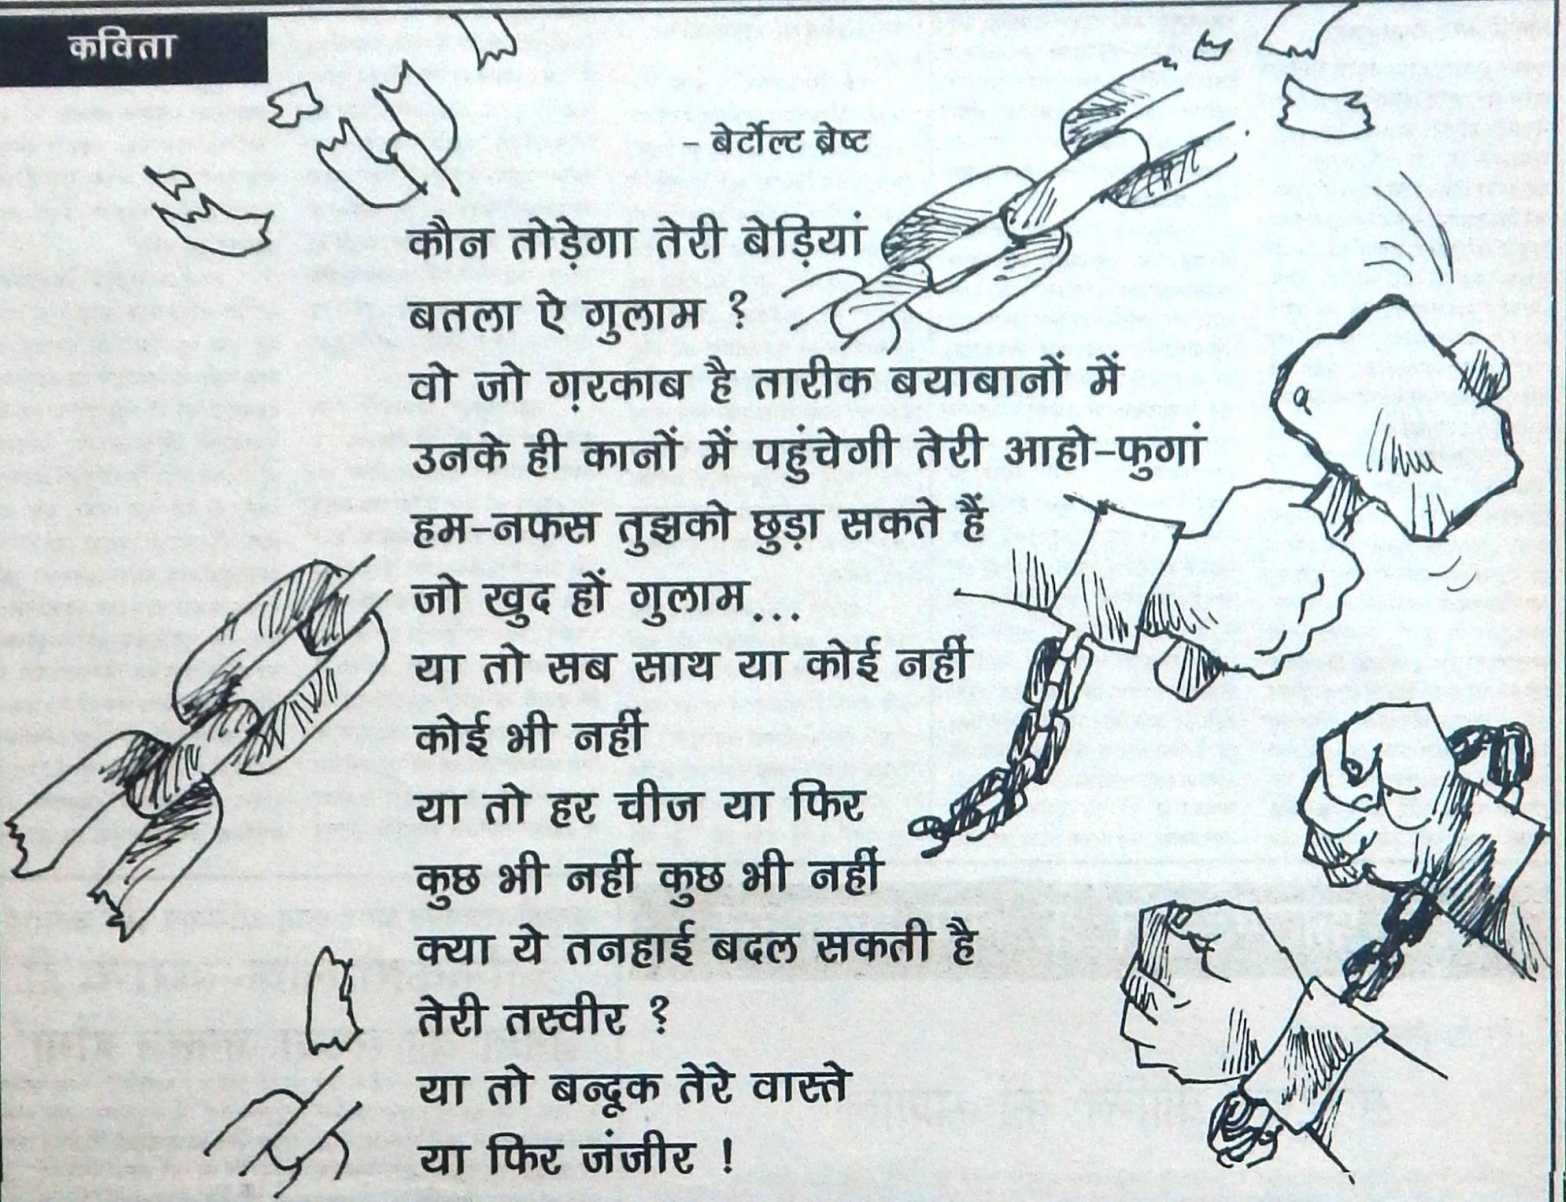 कविता
- बेर्टोल्ट ब्रेष्ट
कौन तोड़ेगा तेरी बेड़ियां
बतला ऐ गुलाम ?
वो जो ग़रकाब है तारीक बयाबानों में
उनके ही कानों में पहुंचेगी तेरी आहो-फुगां
हम-नफस तुझको छुड़ा सकते हैं
जो खुद हों गुलाम...
या तो सब साथ या कोई नहीं
कोई भी नहीं
या तो हर चीज या फिर
कुछ भी नहीं कुछ भी नहीं
क्या ये तनहाई बदल सकती है
तेरी तस्वीर ?
या तो बन्दूक तेरे वास्ते
या फिर जंजीर !